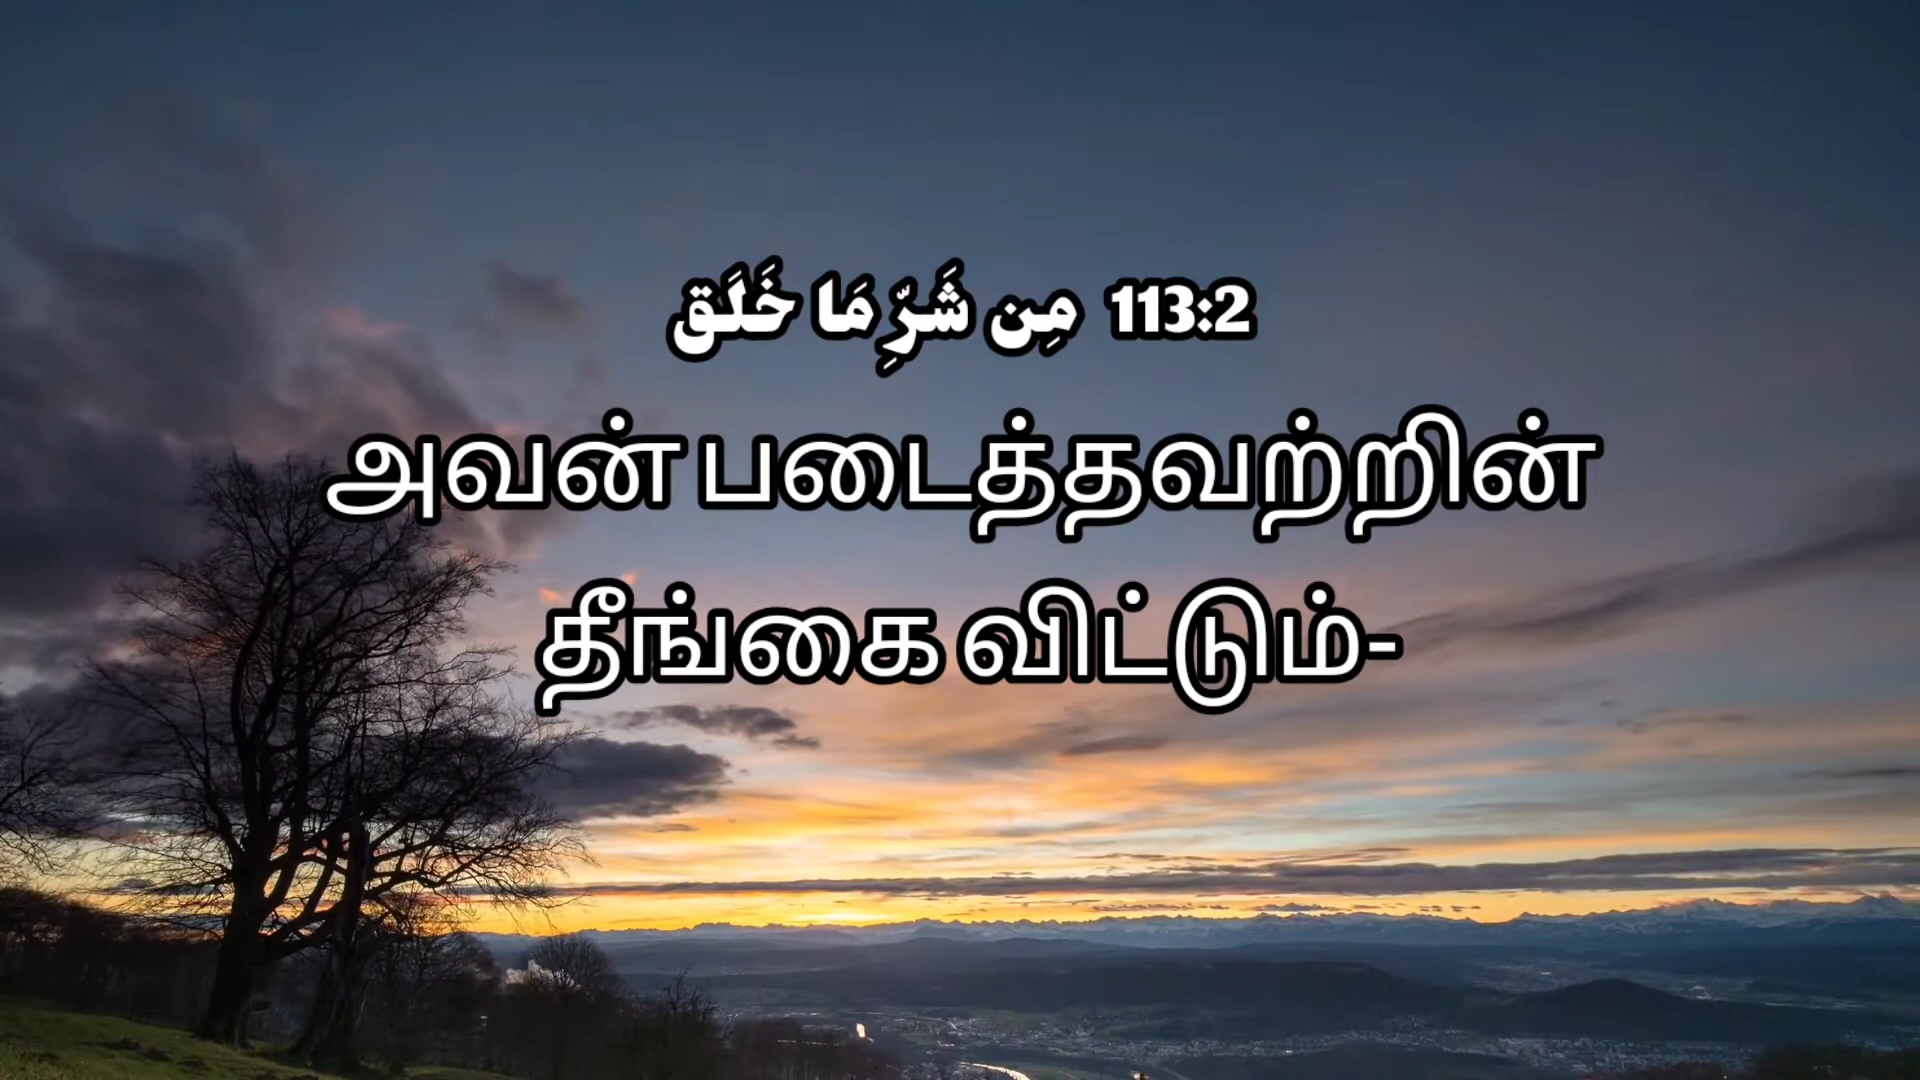 113:2 مِن شَرِّ مَا خَلَقَ
அவன் படைத்தவற்றின்
தீங்கை விட்டும்-